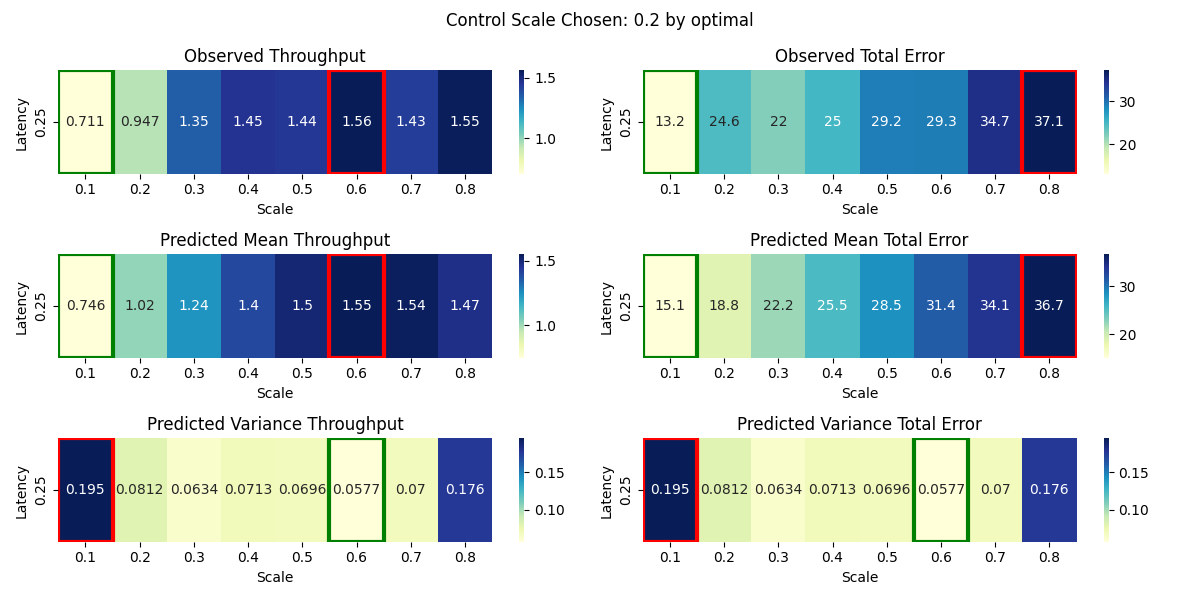 Control Scale Chosen: 0.2 by optimal
Observed Throughput
Latency
0.25
0.711 0.947 1.35 1.45 1.44 1.56 1.43 1.55
0.1 0.2 0.3 0.4 0.5 0.6 0.7 0.8
Scale
1.5
1.0
Observed Total Error
Latency
0.25
13.2 24.6 22 25 29.2 29.3 34.7 37.1
0.1 0.2 0.3 0.4 0.5 0.6 0.7 0.8
Scale
30
20
Predicted Mean Throughput
Latency
0.25
0.746 1.02 1.24 1.4 1.5 1.55 1.54 1.47
0.1 0.2 0.3 0.4 0.5 0.6 0.7 0.8
Scale
1.5
1.0
Predicted Mean Total Error
Latency
0.25
15.1 18.8 22.2 25.5 28.5 31.4 34.1 36.7
0.1 0.2 0.3 0.4 0.5 0.6 0.7 0.8
Scale
30
20
Predicted Variance Throughput
Latency
0.25
0.195 0.0812 0.0634 0.0713 0.0696 0.0577 0.07 0.176
0.1 0.2 0.3 0.4 0.5 0.6 0.7 0.8
Scale
0.15
0.10
Predicted Variance Total Error
Latency
0.25
0.195 0.0812 0.0634 0.0713 0.0696 0.0577 0.07 0.176
0.1 0.2 0.3 0.4 0.5 0.6 0.7 0.8
Scale
0.15
0.10